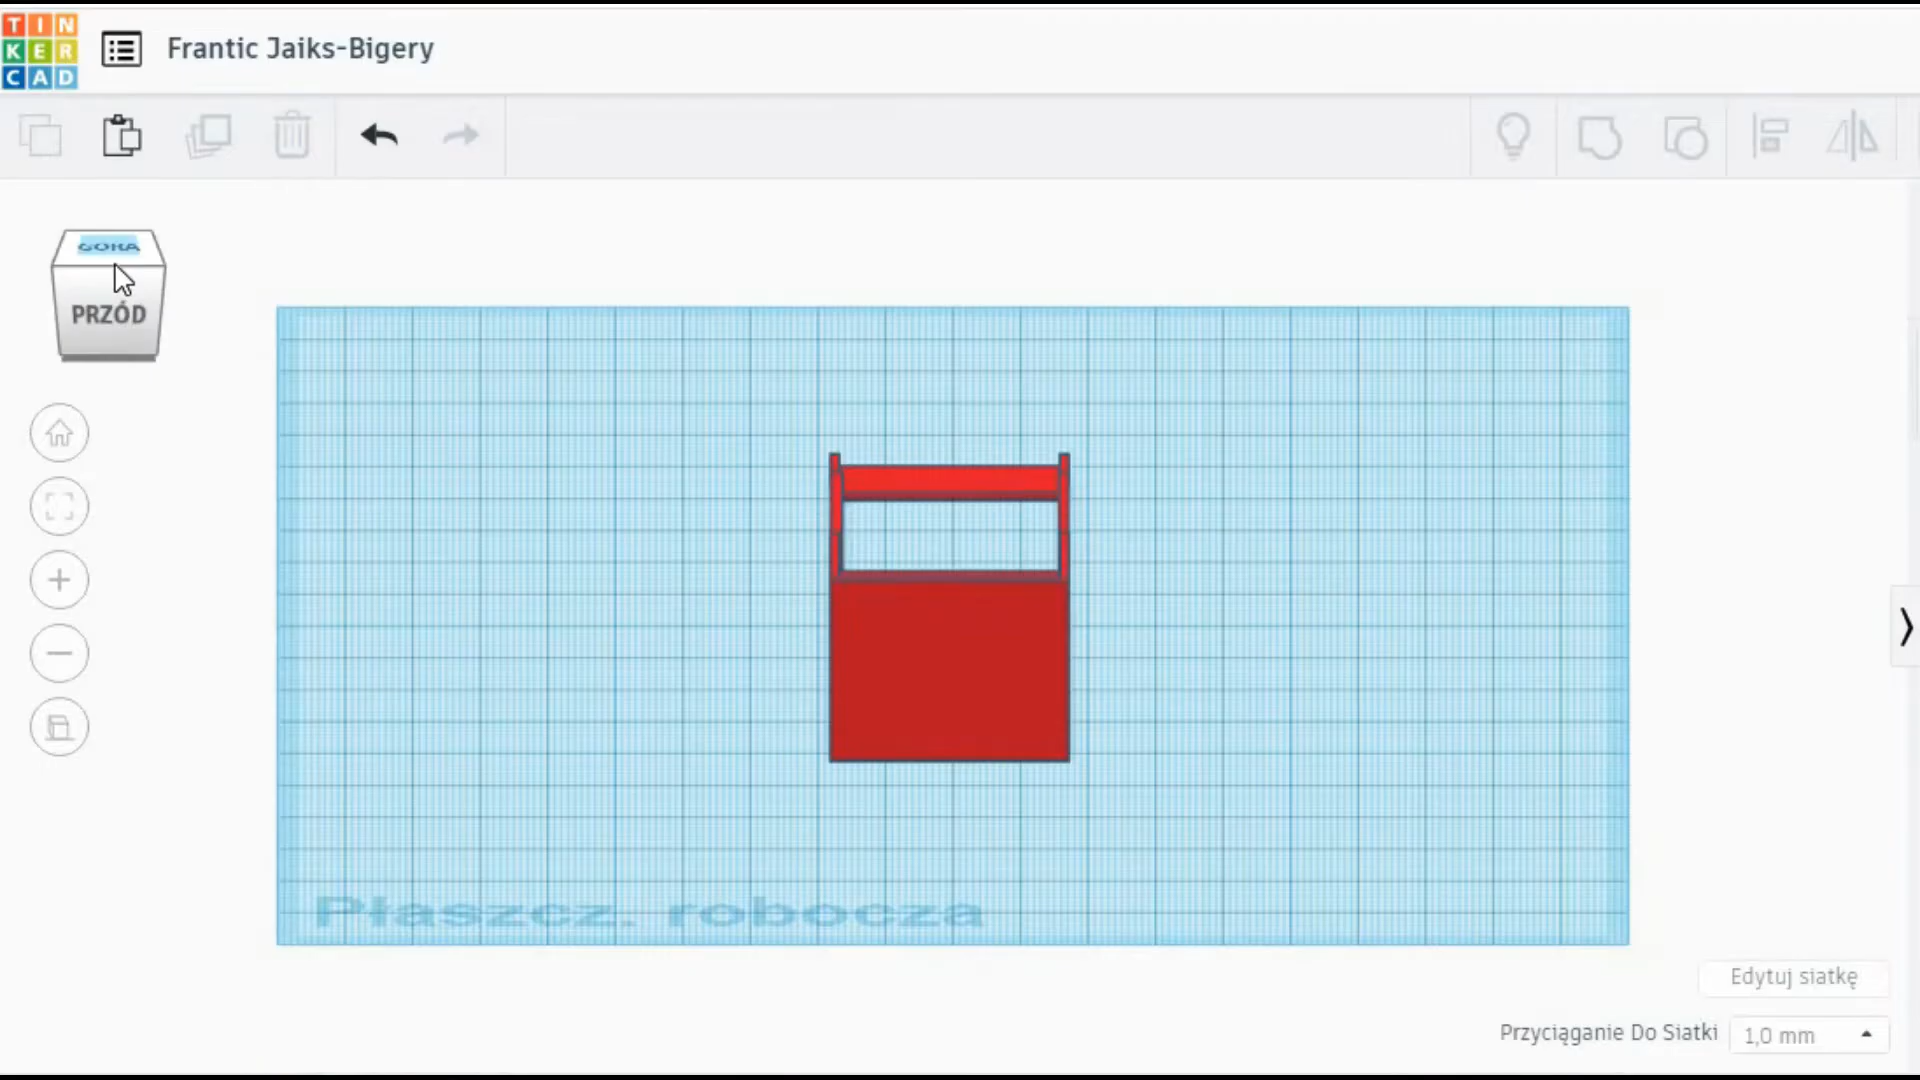 TIN
KER
CAD
Frantic Jaiks-Bigery
GÓRA
PRZÓD
Płaszcz. robocza
Edytuj siatkę
Przyciąganie Do Siatki
1,0 mm